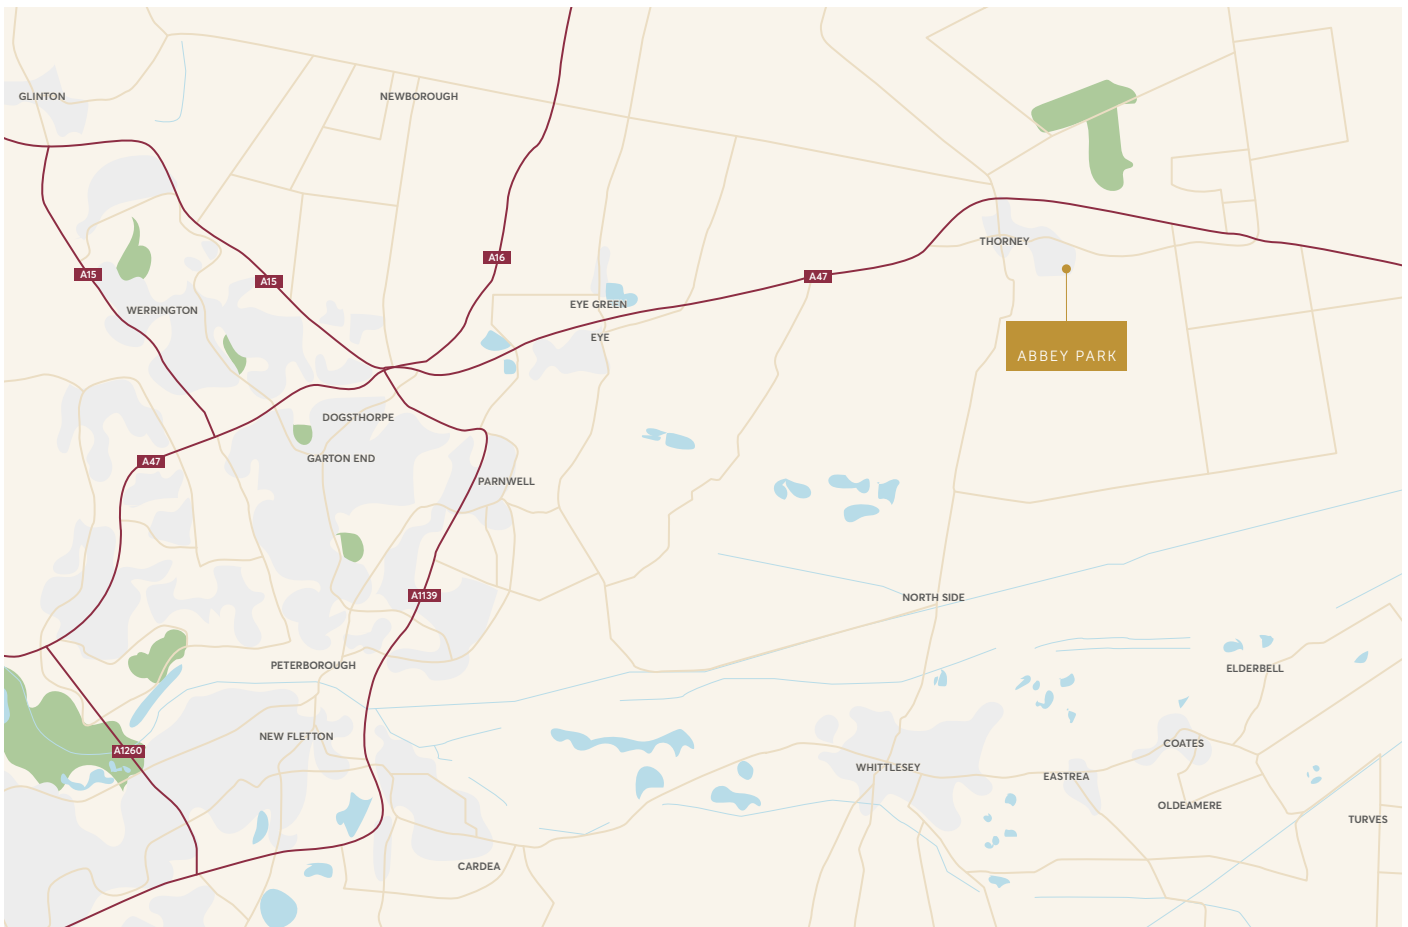 GLINTON
NEWBOROUGH
THORNEY
A16
A15
A15
A47
EYE GREEN
WERRINGTON
EYE
ABBEY PARK
DOGSTHORPE
GARTON END
A47
PARNWELL
A1139
NORTH SIDE
PETERBOROUGH
ELDERBELL
NEW FLETTON
COATES
A1260
WHITTLESEY
EASTREA
OLDEAMERE
TURVES
CARDEA